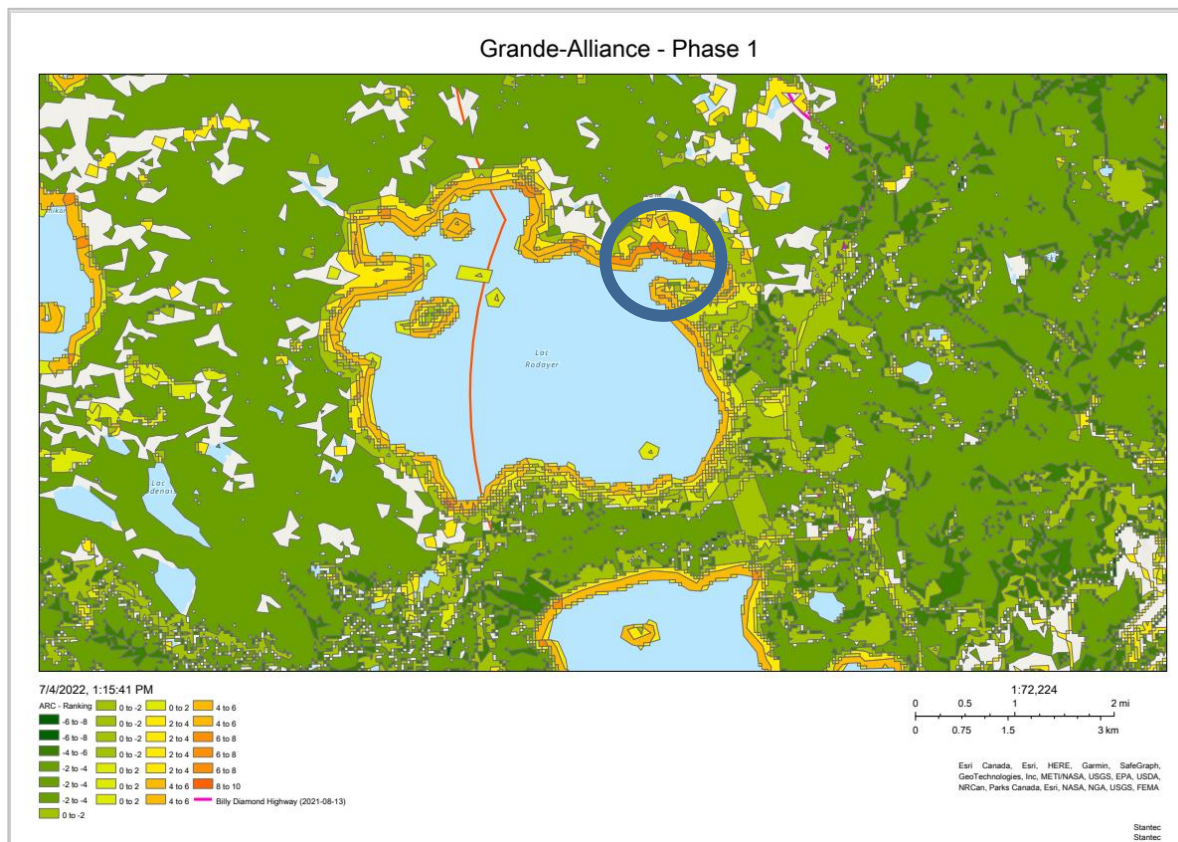 Grande-Alliance - Phase 1
Lac
Rodayer
Lac
7/4/2022, 1:15:41 PM
1:72,224
ARC - Ranking
-6 to -8
-6 to -8
-4 to -6
-2 to -4
-2 to -4
-2 to -4
0 to -2
0 to -2
0 to -2
0 to -2
0 to -2
0 to 2
0 to 2
0 to 2
2 to 4
2 to 4
2 to 4
2 to 4
4 to 6
4 to 6
4 to 6
4 to 6
6 to 8
6 to 8
6 to 8
8 to 10
Billy Diamond Highway (2021-08-13)
0 0.5 1 2 mi
0 0.75 1.5 3 km
Esri Canada, Esri, HERE, Garmin, SafeGraph,
GeoTechnologies, Inc, METI/NASA, USGS, EPA, USDA,
NRCan, Parks Canada, Esri, NASA, NGA, USGS, FEMA
Stantec
Stantec